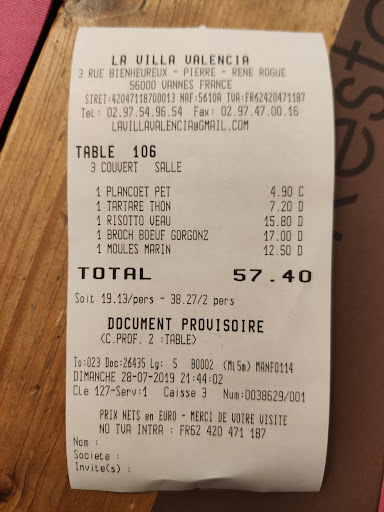 LA VILLA VALENCIA
3 RUE BIENHEUREUX - PIERRE - RENE ROGUE
56000 VANNES FRANCE
SIRET:42047118700013 NAF:5610A TVA:FR62420471187
Tel: 02.97.54.96.54 Fax: 02.97.47.00.16
LAVILLAVALENCIA@GMAIL.COM
TABLE 106
3 COUVERT SALLE
1 PLANCOET PET 4.90 C
1 TARTARE THON 7.20 D
1 RISOTTO VEAU 15.80 D
1 BROCH BOEUF GORGONZ 17.00 D
1 MOULES MARIN 12.50 D
TOTAL 57.40
Soit 19.13/pers - 38.27/2 pers
DOCUMENT PROVISOIRE
(C.PROF. 2 :TABLE)
To:023 Doc:26435 Lg: 5 B0002 (Mi5m) MANF0114
DIMANCHE 28-07-2019 21:44:02
Cle 127-Serv:1 Caisse 3 Num:0038629/001
PRIX NETS en EURO - MERCI DE VOTRE VISITE
NO TVA INTRA : FR62 420 471 187
Nom :
Societe :
Invite(s) :
Resto